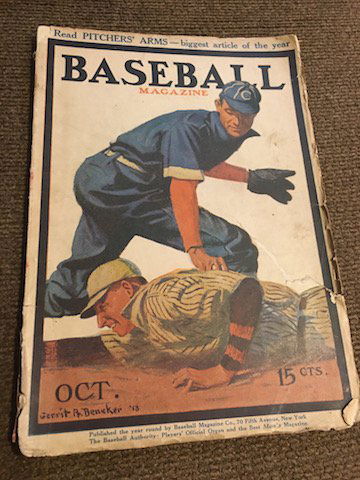 Read PITCHERS' ARMS — biggest article of the year
BASEBALL
MAGAZINE
C
OCT.
15 CTS.
Gerrit A. Beneker '13
Published the year round by Baseball Magazine Co., 70 Fifth Avenue, New York
The Baseball Authority: Players' Official Organ and the Best Men's Magazine.